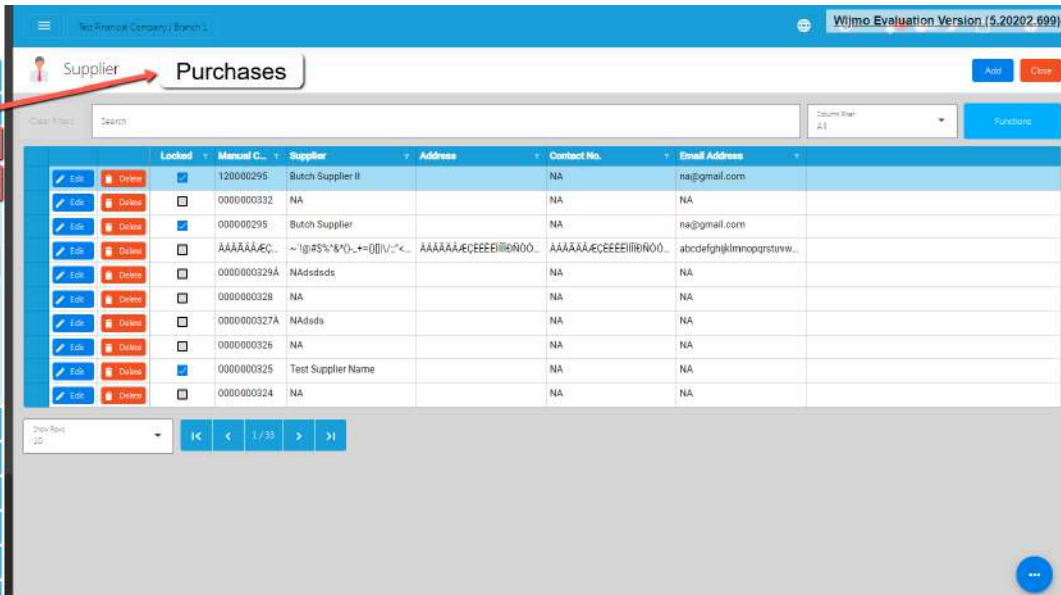 Test Financial Company | Branch 1
Wijmo Evaluation Version (5.20202.699)
Supplier
Purchases
Add Close
Clear Filters Search Column Filter All Functions
Locked Manual C... Supplier Address Contact No. Email Address
Edit Delete 120000295 Butch Supplier II NA na@gmail.com
Edit Delete 0000000332 NA NA NA
Edit Delete 000000295 Butch Supplier NA na@gmail.com
Edit Delete abcdefghijklmnopqrstuvw...
Edit Delete 0000000329Á NAdsdsds NA NA
Edit Delete 0000000328 NA NA NA
Edit Delete 0000000327À NAdsds NA NA
Edit Delete 0000000326 NA NA NA
Edit Delete 0000000325 Test Supplier Name NA NA
Edit Delete 0000000324 NA NA NA
Show Rows
10
1 / 33